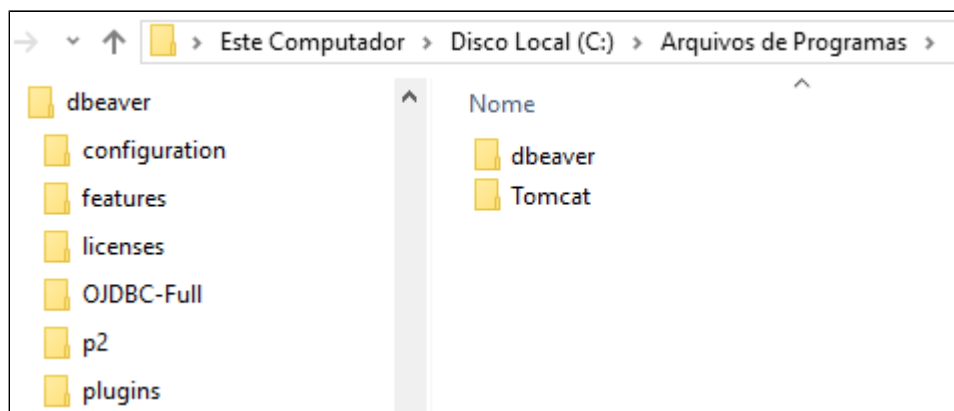 Este Computador > Disco Local (C:) > Arquivos de Programas >
dbeaver
configuration
features
licenses
OJDBC-Full
p2
plugins
Nome
dbeaver
Tomcat